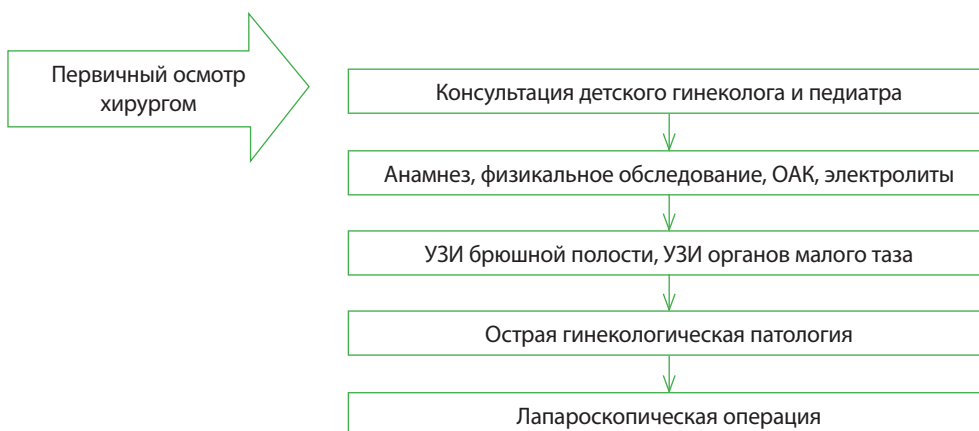 Первичный осмотр
хирургом
Консультация детского гинеколога и педиатра
Анамнез, физикальное обследование, ОАК, электролиты
УЗИ брюшной полости, УЗИ органов малого таза
Острая гинекологическая патология
Лапароскопическая операция